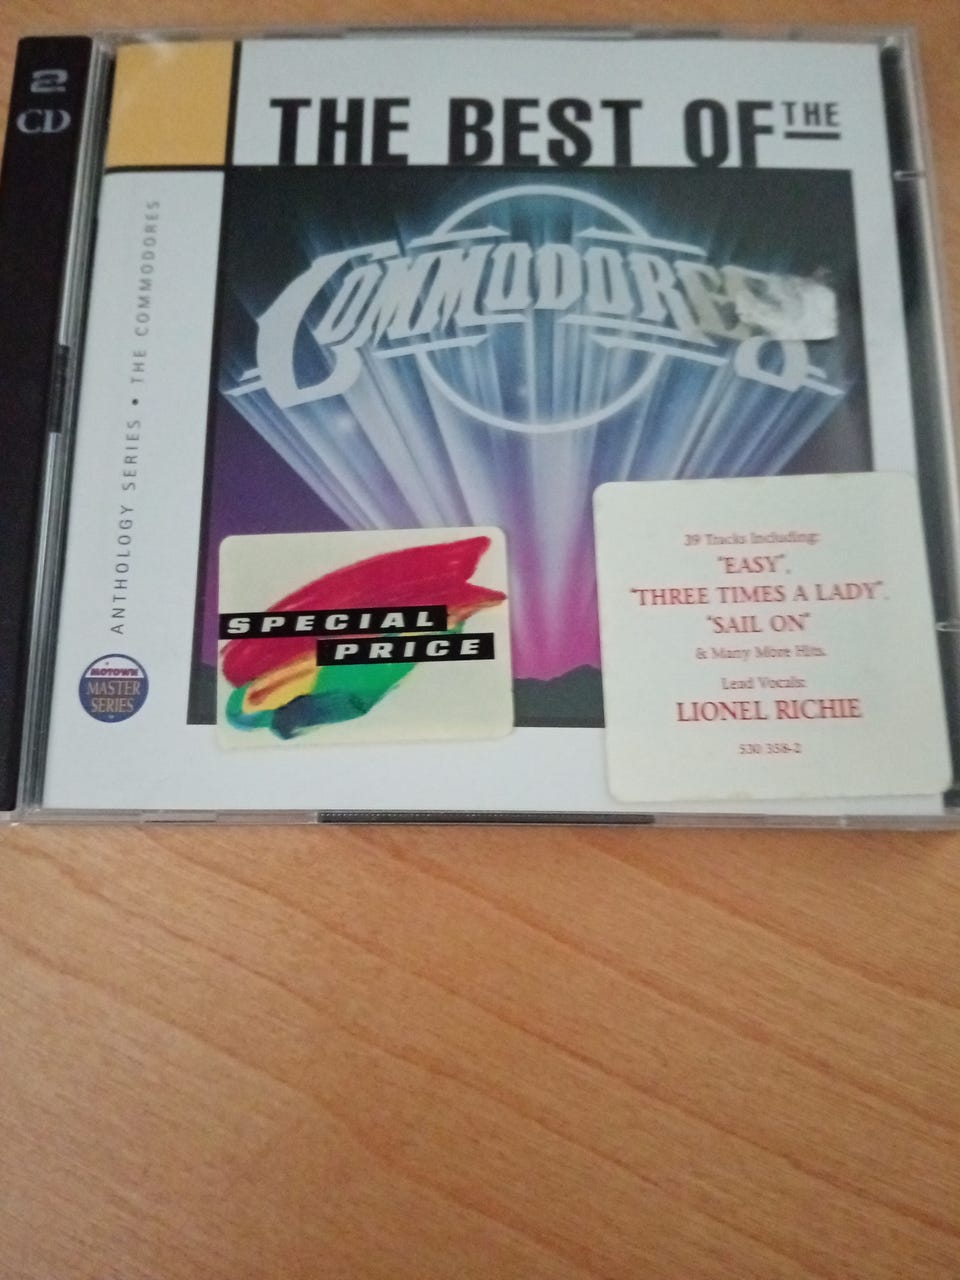 2
CD
THE BEST OF THE
COMMODORES
ANTHOLOGY SERIES • THE COMMODORES
MOTOWN
MASTER
SERIES
SPECIAL
PRICE
39 Tracks Including:
"EASY",
"THREE TIMES A LADY",
"SAIL ON"
& Many More Hits.
Lead Vocals:
LIONEL RICHIE
530 358-2